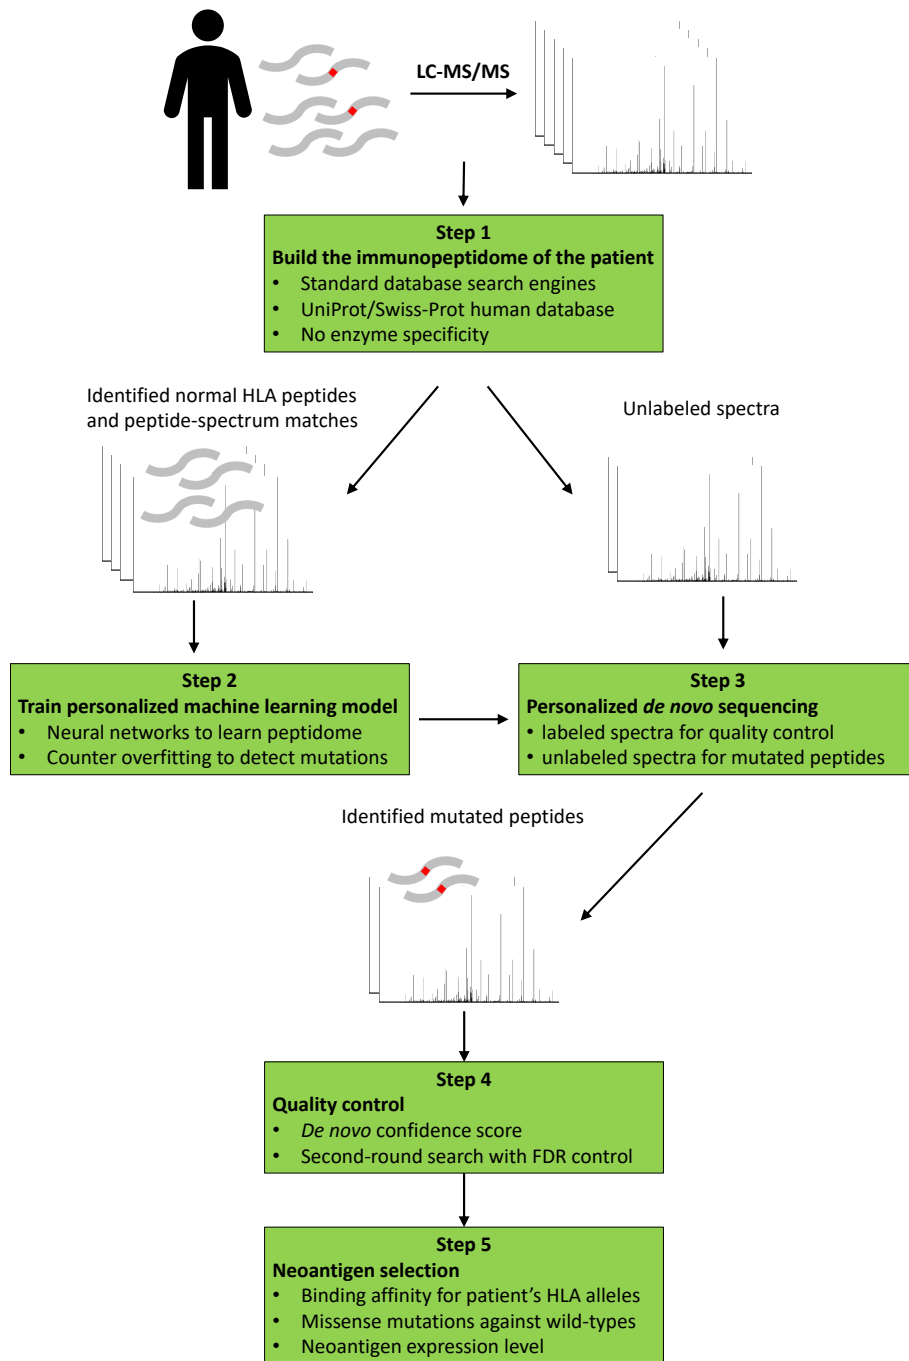 LC-MS/MS
Step 1
Build the immunopeptidome of the patient
• Standard database search engines
• UniProt/Swiss-Prot human database
• No enzyme specificity
Identified normal HLA peptides
and peptide-spectrum matches
Unlabeled spectra
Step 2
Train personalized machine learning model
• Neural networks to learn peptidome
• Counter overfitting to detect mutations
Step 3
Personalized de novo sequencing
• labeled spectra for quality control
• unlabeled spectra for mutated peptides
Identified mutated peptides
Step 4
Quality control
• De novo confidence score
• Second-round search with FDR control
Step 5
Neoantigen selection
• Binding affinity for patient’s HLA alleles
• Missense mutations against wild-types
• Neoantigen expression level